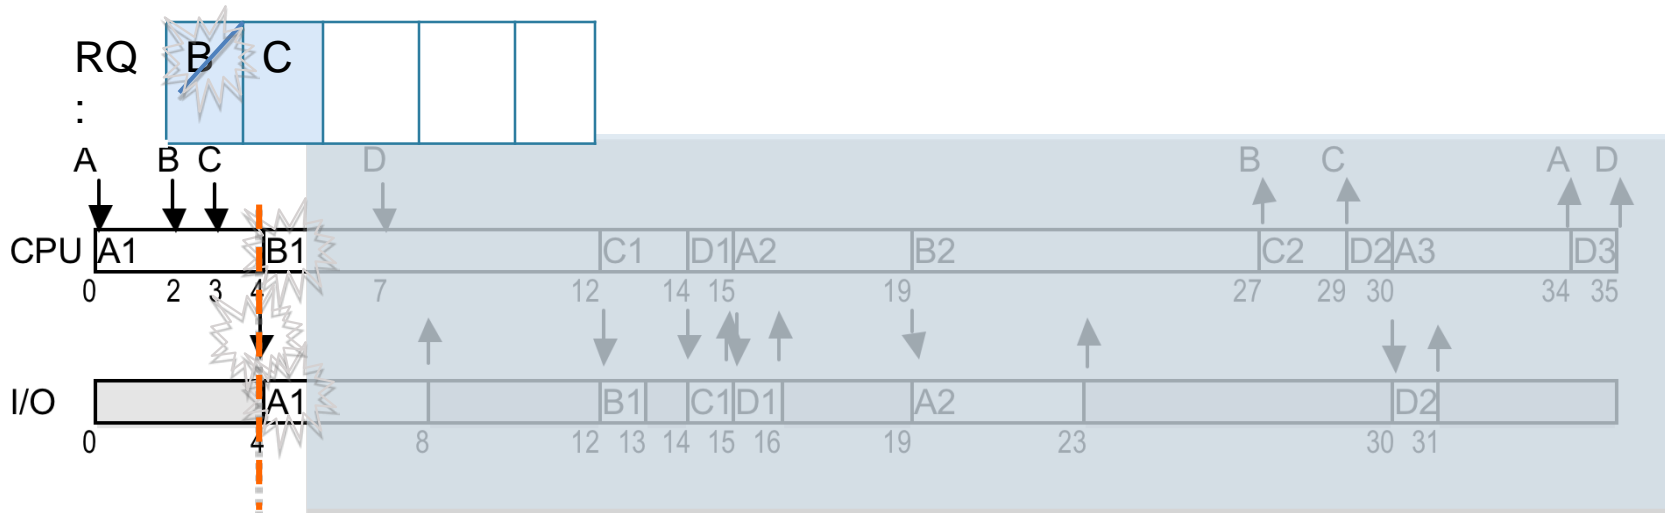 RQ B C
:
A B C D B C A D
CPU A1 B1 C1 D1 A2 B2 C2 D2 A3 D3
0 2 3 4 7 12 14 15 19 27 29 30 34 35
I/O A1 B1 C1 D1 A2 D2
0 4 8 12 13 14 15 16 19 23 30 31